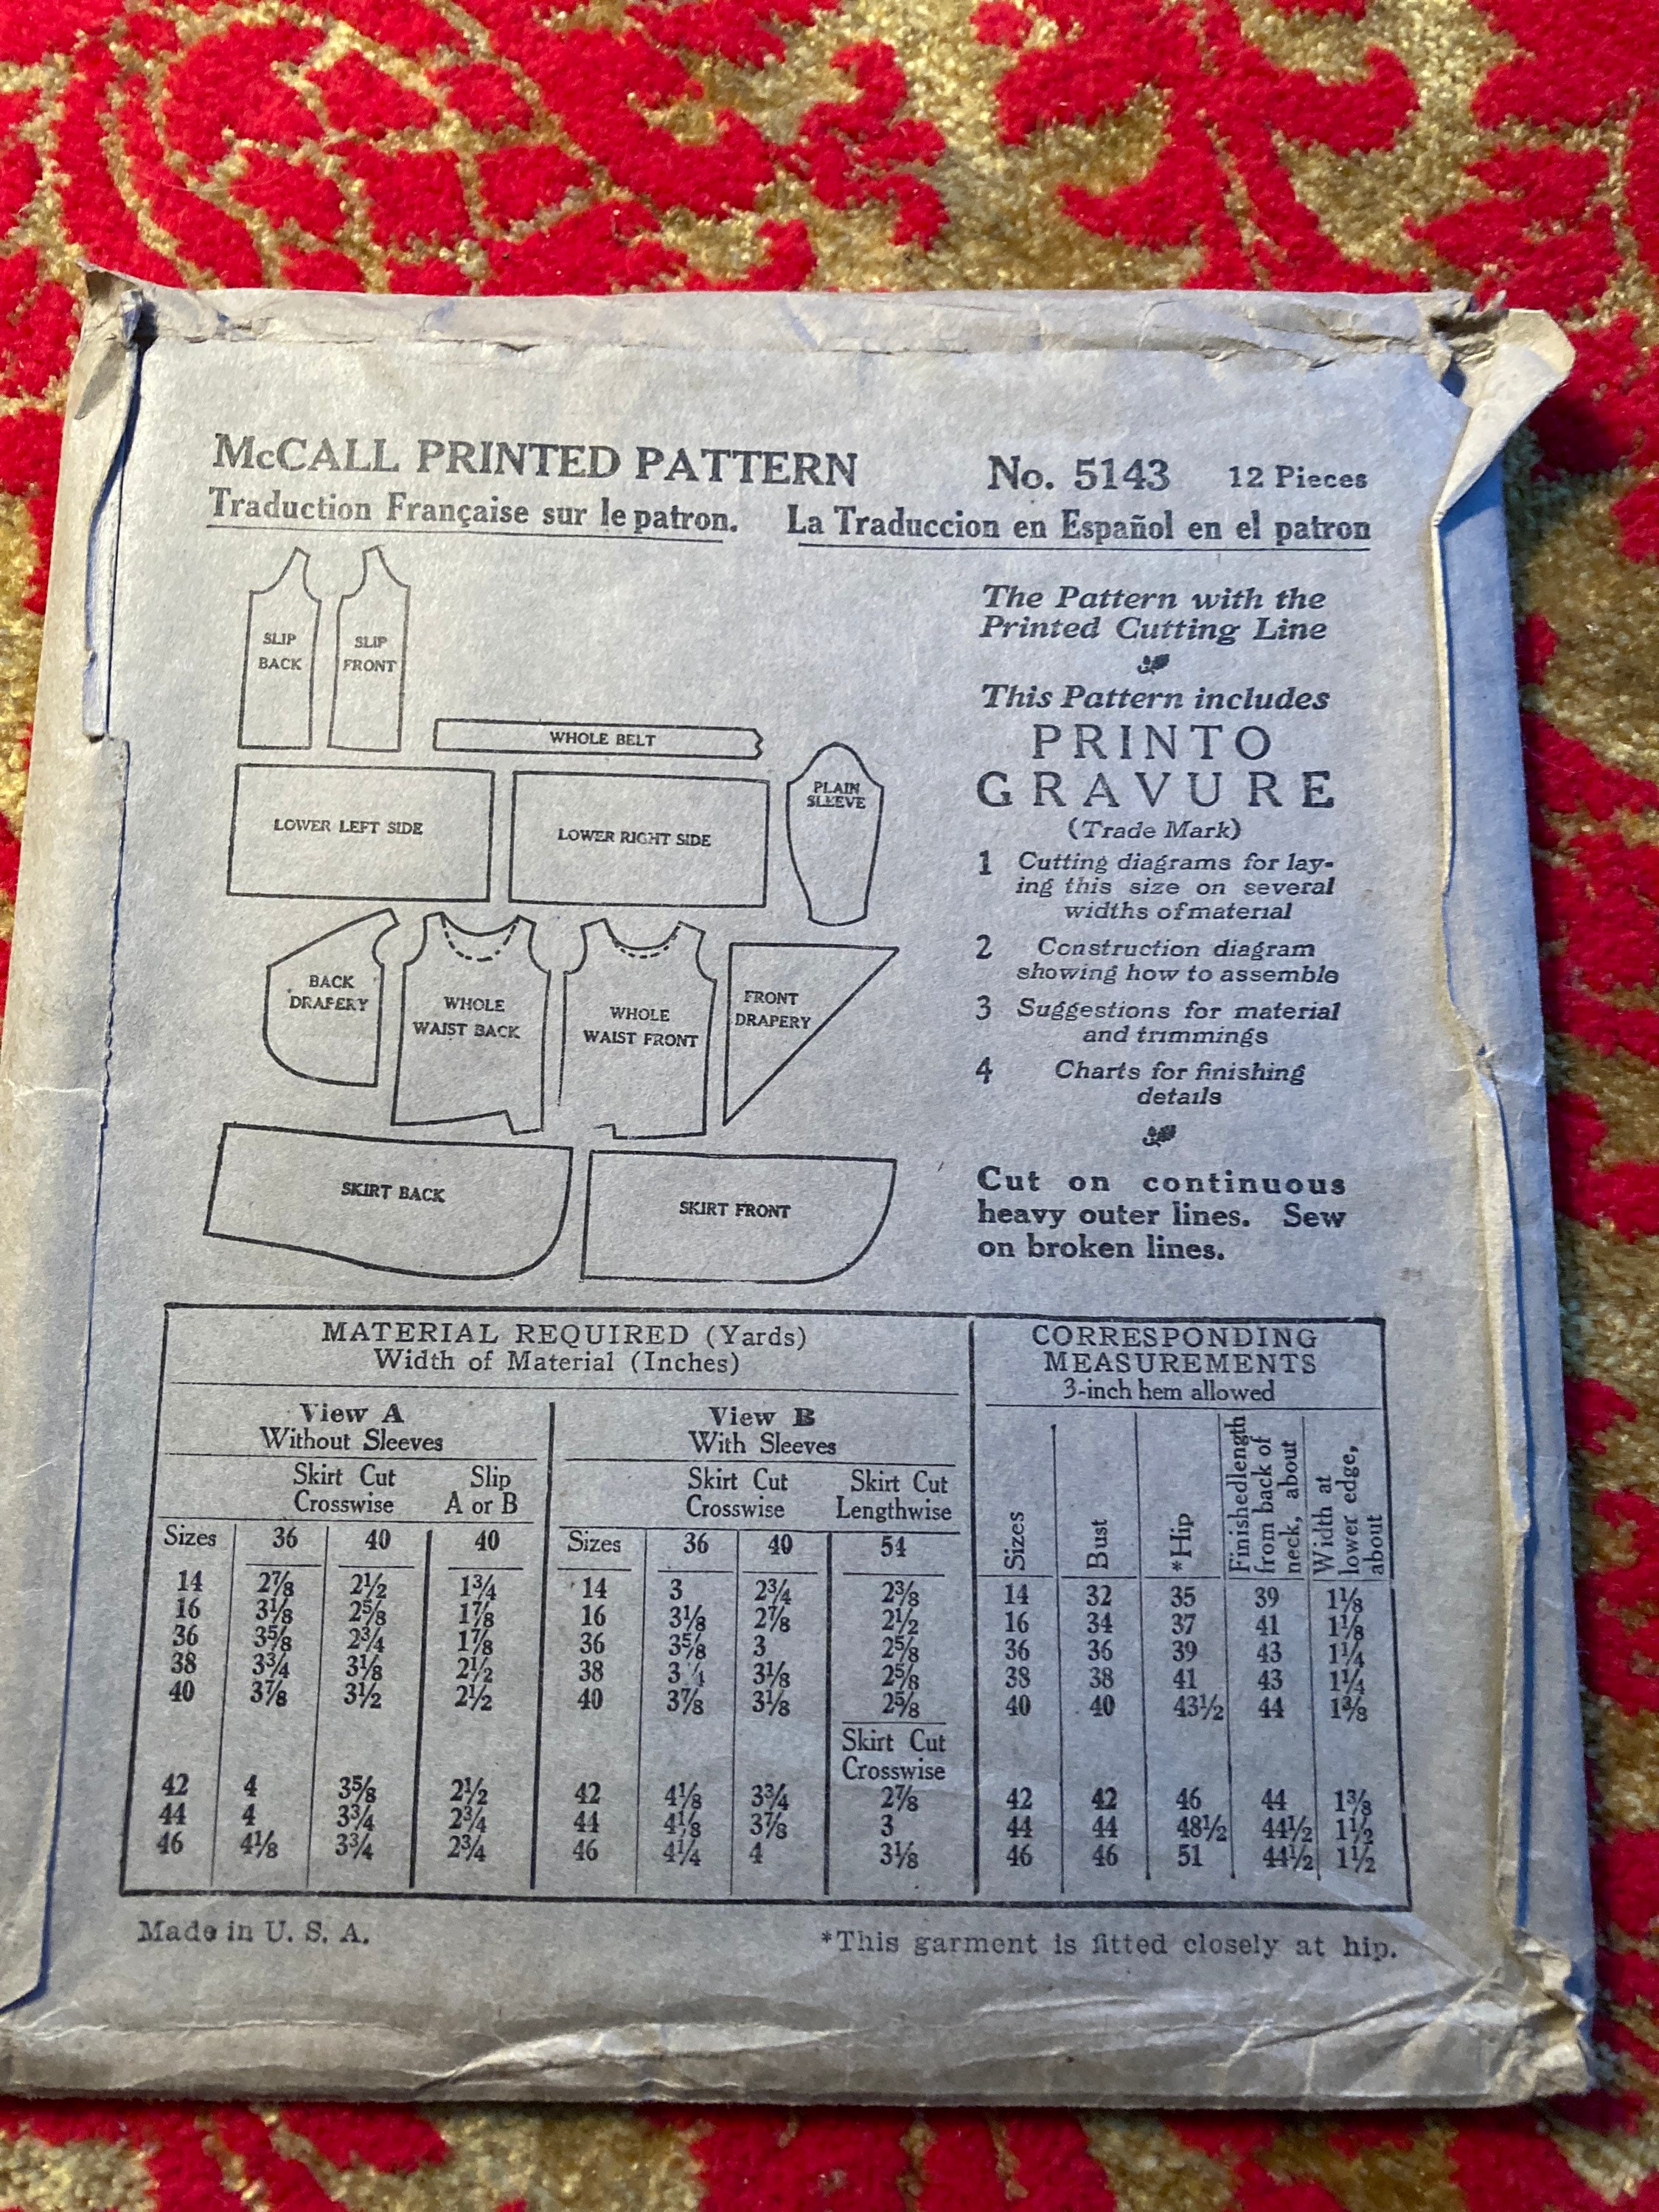 McCALL PRINTED PATTERN No. 5143 12 Pieces
Traduction Française sur le patron. La Traduccion en Español en el patron
SLIP
BACK
SLIP
FRONT
WHOLE BELT
LOWER LEFT SIDE
LOWER RIGHT SIDE
PLAIN
SLEEVE
BACK
DRAPERY
WHOLE
WAIST BACK
WHOLE
WAIST FRONT
FRONT
DRAPERY
SKIRT BACK
SKIRT FRONT
The Pattern with the
Printed Cutting Line
This Pattern includes
PRINTO
GRAVURE
(Trade Mark)
1 Cutting diagrams for lay-
ing this size on several
widths of material
2 Construction diagram
showing how to assemble
3 Suggestions for material
and trimmings
4 Charts for finishing
details
Cut on continuous
heavy outer lines. Sew
on broken lines.
MATERIAL REQUIRED (Yards)
Width of Material (Inches)
View A
Without Sleeves
Skirt Cut
Crosswise
Slip
A or B
Sizes 36 40 40
14 2⅞ 2½ 1¾
16 3⅛ 2⅝ 1⅞
36 3⅝ 2¾ 1⅞
38 3¾ 3⅛ 2½
40 3⅞ 3½ 2½
42 4 3⅝ 2½
44 4 3¾ 2¾
46 4⅛ 3¾ 2¾
View B
With Sleeves
Skirt Cut
Crosswise
Skirt Cut
Lengthwise
Sizes 36 40 54
14 3 2¾ 2⅜
16 3⅛ 2⅞ 2½
36 3⅝ 3 2⅝
38 3⅛ 2⅝
40 3⅞ 3⅛ 2⅝
Skirt Cut
Crosswise
42 4⅛ 3¾ 2⅞
44 4⅛ 3⅞ 3
46 4¼ 4 3⅛
CORRESPONDING
MEASUREMENTS
3-inch hem allowed
Sizes
Bust
*Hip
Finished length
from back of
neck, about
Width at
lower edge,
about
14 32 35 39 1⅛
16 34 37 41 1⅛
36 36 39 43 1¼
38 38 41 43 1¼
40 40 43½ 44 1⅜
42 42 46 44 1⅜
44 44 48½ 44½ 1½
46 46 51 44½ 1½
Made in U. S. A.
*This garment is fitted closely at hip.